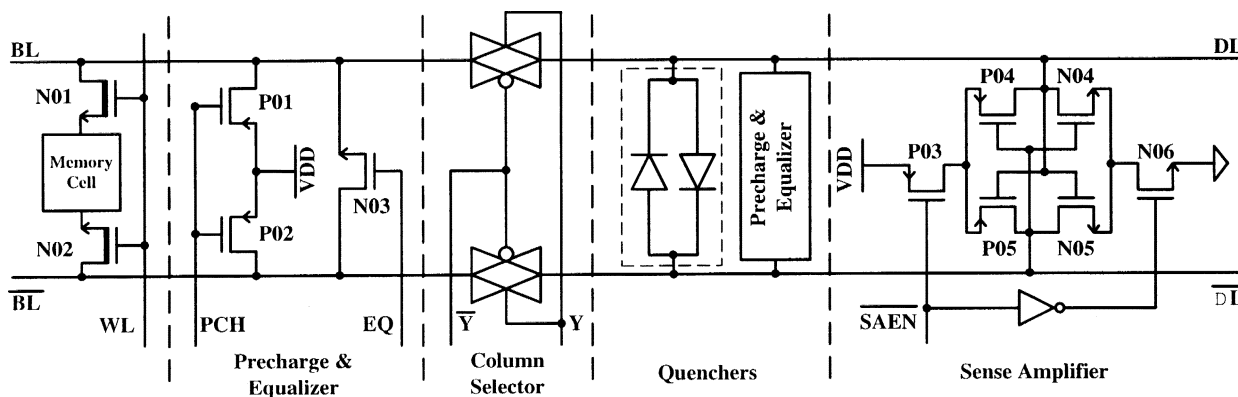 BL
DL
N01
P01
P04
N04
Memory
Cell
VDD
N03
Precharge &
Equalizer
VDD
P03
N06
N02
P02
P05
N05
BL
WL
PCH
EQ
Y
Y
SAEN
DL
Precharge &
Equalizer
Column
Selector
Quenchers
Sense Amplifier